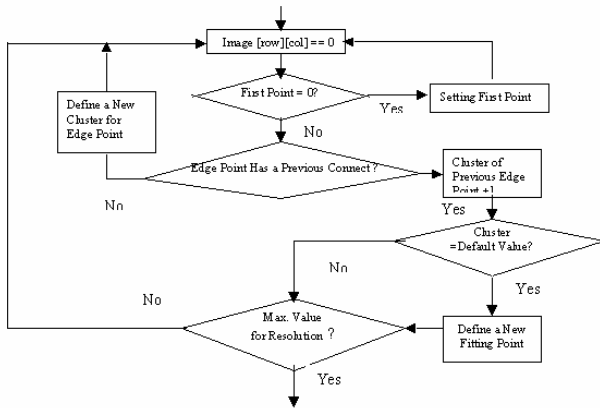 Image [row][col] == 0
First Point = 0?
Yes
Setting First Point
No
Define a New
Cluster for
Edge Point
Edge Point Has a Previous Connect ?
No
Cluster of
Previous Edge
Point +1
Yes
Cluster
=Default Value?
No
Yes
No
Max. Value
for Resolution ?
Define a New
Fitting Point
Yes